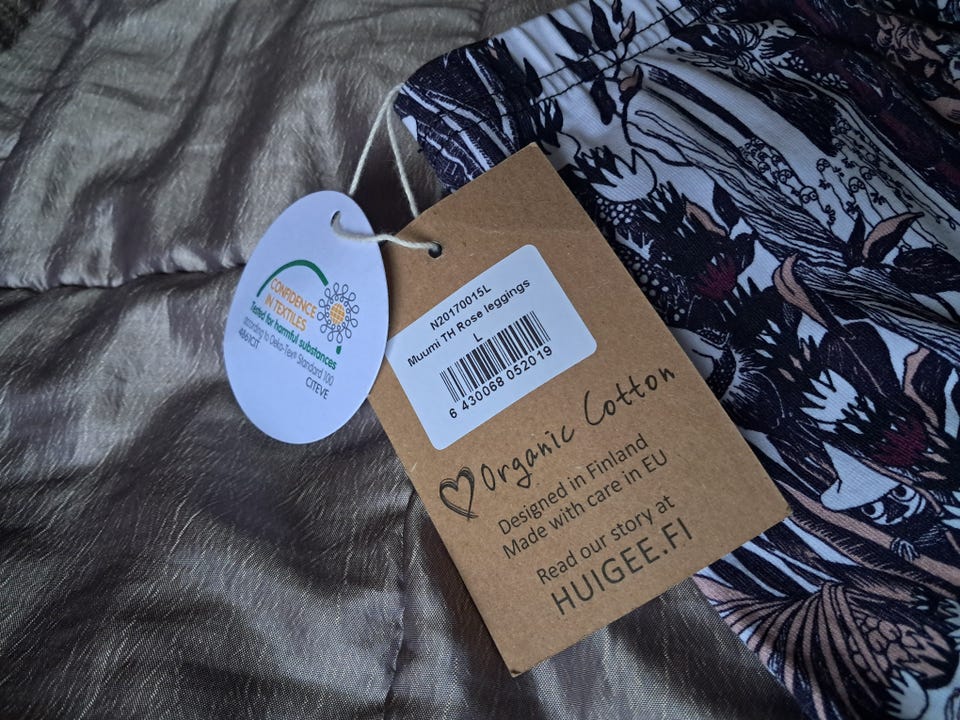 CONFIDENCE
IN TEXTILES
Tested for harmful substances
according to Oeko-Tex® Standard 100
4861CIT
CITEVE
N20170015L
Muumi TH Rose leggings
L
6 430068 052019
Organic Cotton
Designed in Finland
Made with care in EU
Read our story at
HUIGEE.FI